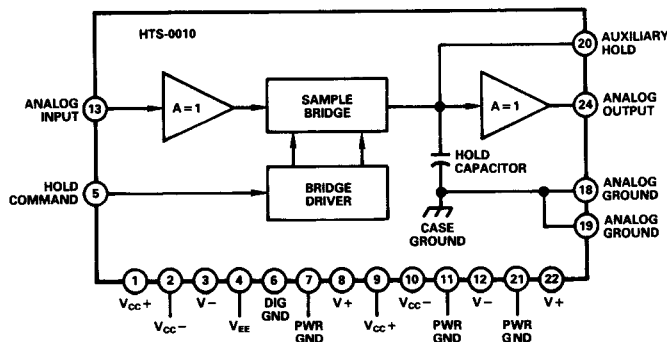 HTS-0010
20
AUXILIARY
HOLD
ANALOG
INPUT
13
A = 1
SAMPLE
BRIDGE
A = 1
24
ANALOG
OUTPUT
HOLD
CAPACITOR
HOLD
COMMAND
5
BRIDGE
DRIVER
18
ANALOG
GROUND
CASE
GROUND
19
ANALOG
GROUND
1 2 3 4 6 7 8 9 10 11 12 21 22
VCC+
VCC−
V−
VEE
DIG
GND
PWR
GND
V+
VCC+
VCC−
PWR
GND
V−
PWR
GND
V+